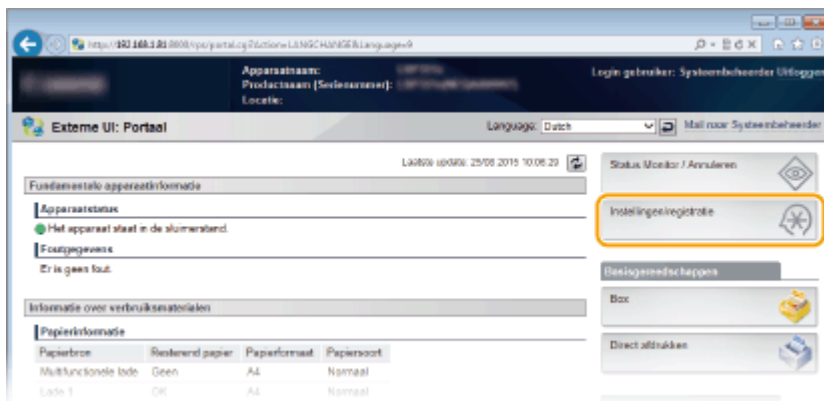 Apparaatnaam:
Productnaam (Serienummer):
Locatie:
Login gebruiker: Systeembeheerder Uitloggen
Externe UI: Portaal
Language: Dutch
Mail naar Systeembeheerder
Laatste update: 25/08 2015 10:06:29
Fundamentele apparaatinformatie
Apparaatstatus
Het apparaat staat in de sluimerstand.
Foutgegevens
Er is geen fout.
Informatie over verbruiksmaterialen
Papierinformatie
Papierbron Resterend papier Papierformaat Papiersoort
Multifunctionele lade Geen A4 Normaal
Lade 1 OK A4 Normaal
Status Monitor / Annuleren
Instellingen/registratie
Basisgereedschappen
Box
Direct afdrukken